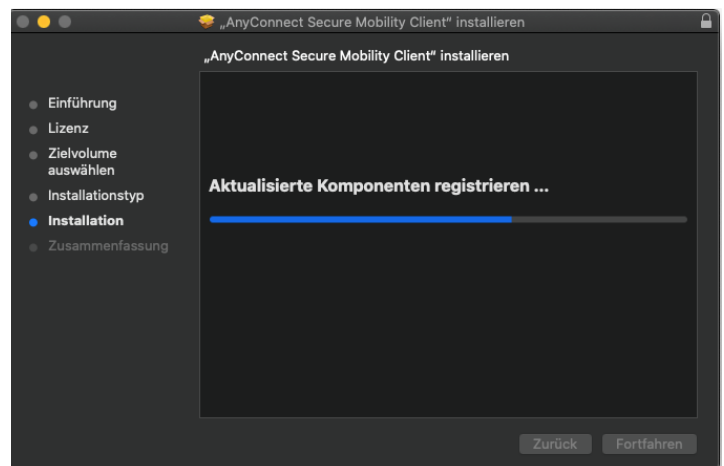 „AnyConnect Secure Mobility Client“ installieren
„AnyConnect Secure Mobility Client“ installieren
Einführung
Lizenz
Zielvolume
auswählen
Installationstyp
Installation
Zusammenfassung
Aktualisierte Komponenten registrieren ...
Zurück
Fortfahren